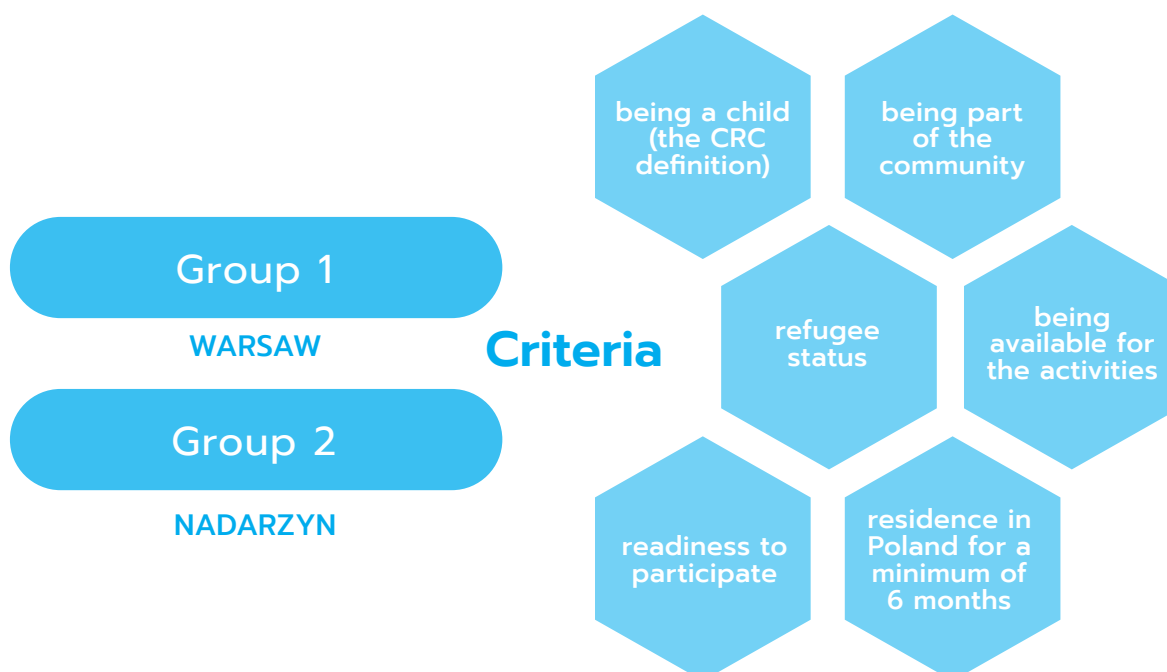 being a child
(the CRC
definition)
being part
of the
community
Group 1
WARSAW
Criteria
refugee
status
being
available for
the activities
Group 2
NADARZYN
readiness to
participate
residence in
Poland for a
minimum of
6 months